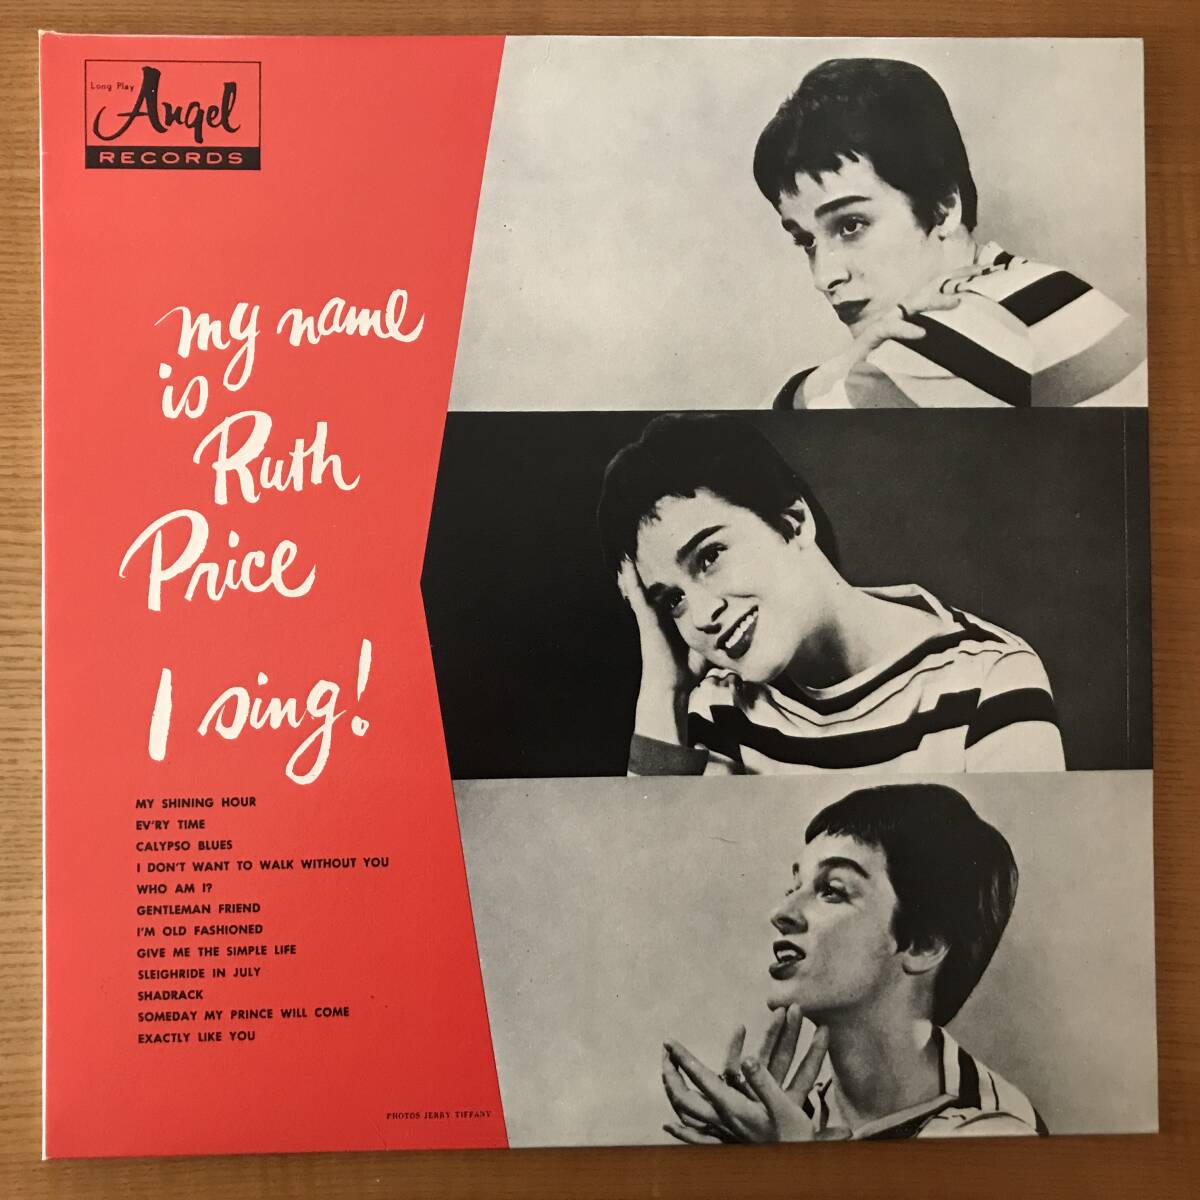 Long Play
Angel
RECORDS
my name
is
Ruth
Price
I sing!
MY SHINING HOUR
EV'RY TIME
CALYPSO BLUES
I DON'T WANT TO WALK WITHOUT YOU
WHO AM I?
GENTLEMAN FRIEND
I'M OLD FASHIONED
GIVE ME THE SIMPLE LIFE
SLEIGHRIDE IN JULY
SHADRACK
SOMEDAY MY PRINCE WILL COME
EXACTLY LIKE YOU
PHOTOS JERRY TIFFANY